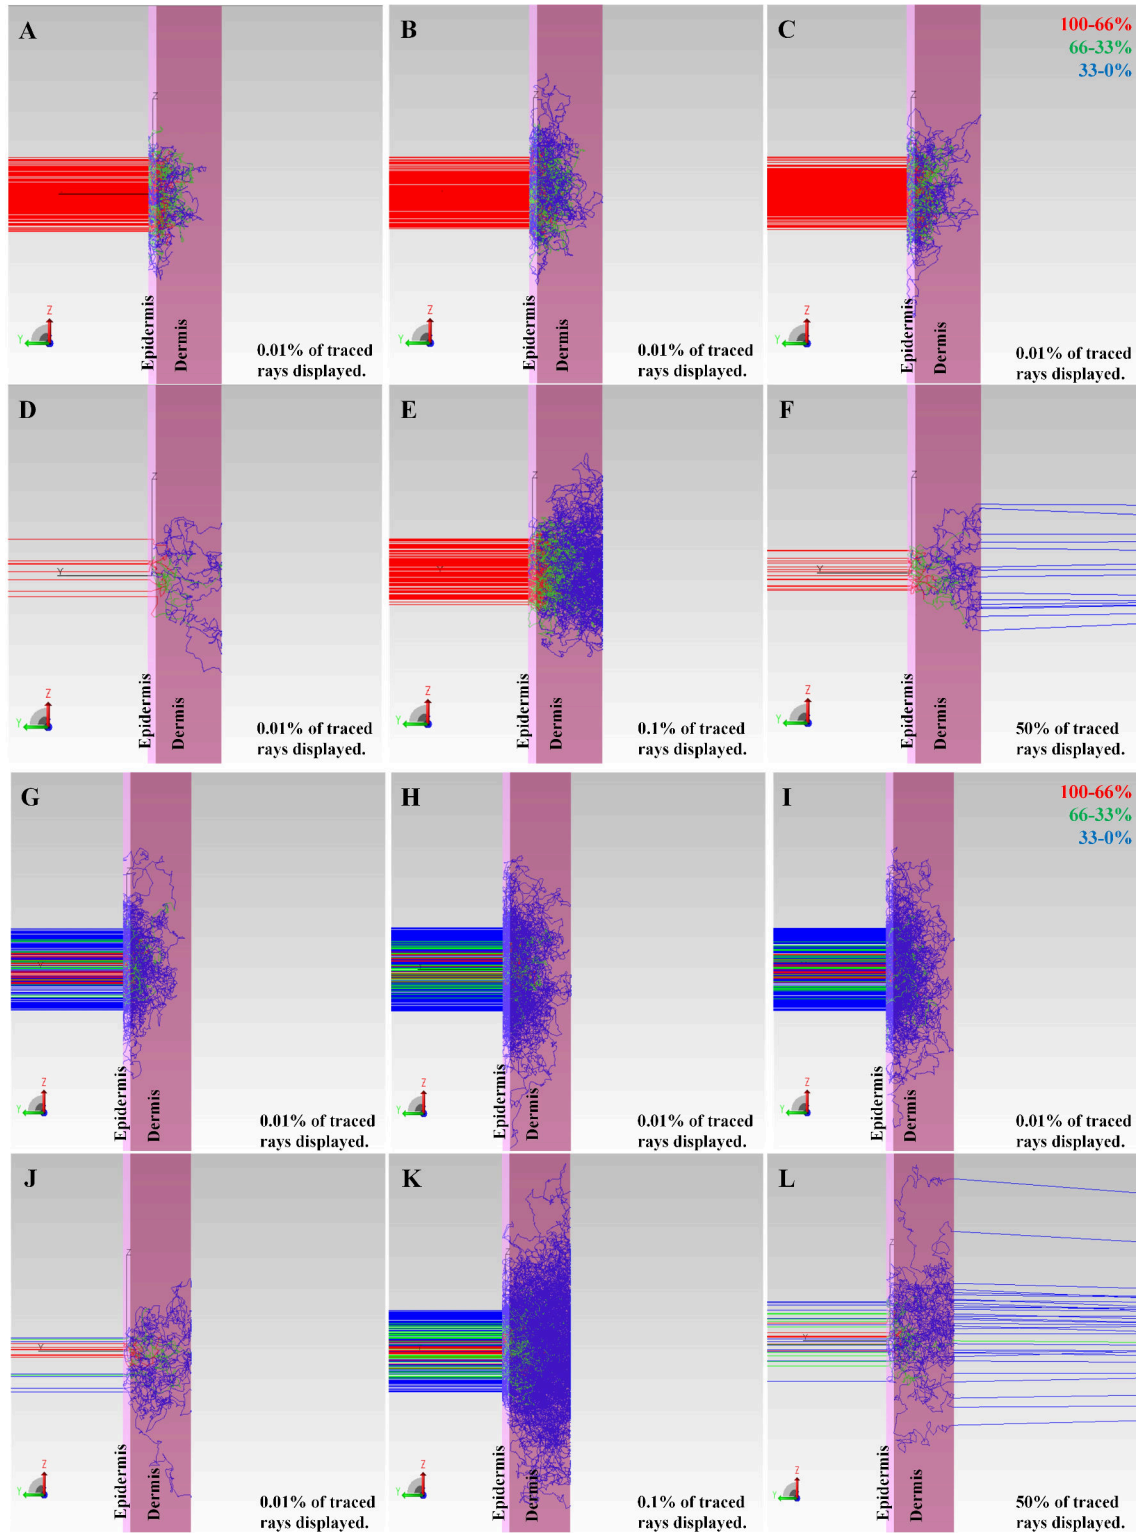 A
Z
Epidermis
Dermis
Z
Y
0.01% of traced
rays displayed.
B
Z
Epidermis
Dermis
Z
Y
0.01% of traced
rays displayed.
C
100-66%
66-33%
33-0%
Z
Epidermis
Dermis
Z
Y
0.01% of traced
rays displayed.
D
Z
Y
Epidermis
Dermis
Z
Y
0.01% of traced
rays displayed.
E
Z
Y
Epidermis
Dermis
Z
Y
0.1% of traced
rays displayed.
F
Z
Y
Epidermis
Dermis
Z
Y
50% of traced
rays displayed.
G
Y
Epidermis
Dermis
Z
Y
0.01% of traced
rays displayed.
H
Epidermis
Dermis
Z
Y
0.01% of traced
rays displayed.
I
100-66%
66-33%
33-0%
Epidermis
Dermis
Z
Y
0.01% of traced
rays displayed.
J
Z
Y
Epidermis
Dermis
Z
Y
0.01% of traced
rays displayed.
K
Z
Epidermis
Dermis
Z
Y
0.1% of traced
rays displayed.
L
Z
Y
Epidermis
Dermis
Z
Y
50% of traced
rays displayed.